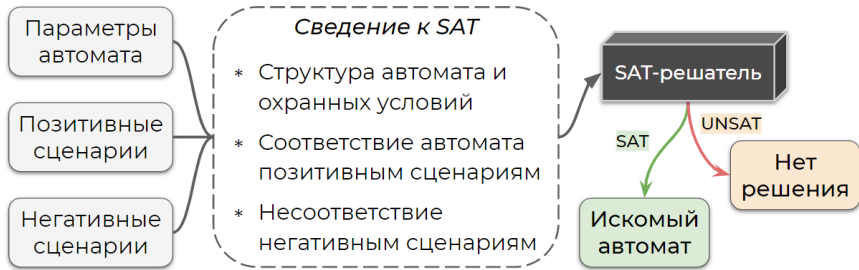 Параметры
автомата
Позитивные
сценарии
Негативные
сценарии
Сведение к SAT
* Структура автомата и
охранных условий
* Соответствие автомата
позитивным сценариям
* Несоответствие
негативным сценариям
SAT-решатель
SAT
UNSAT
Искомый
автомат
Нет
решения